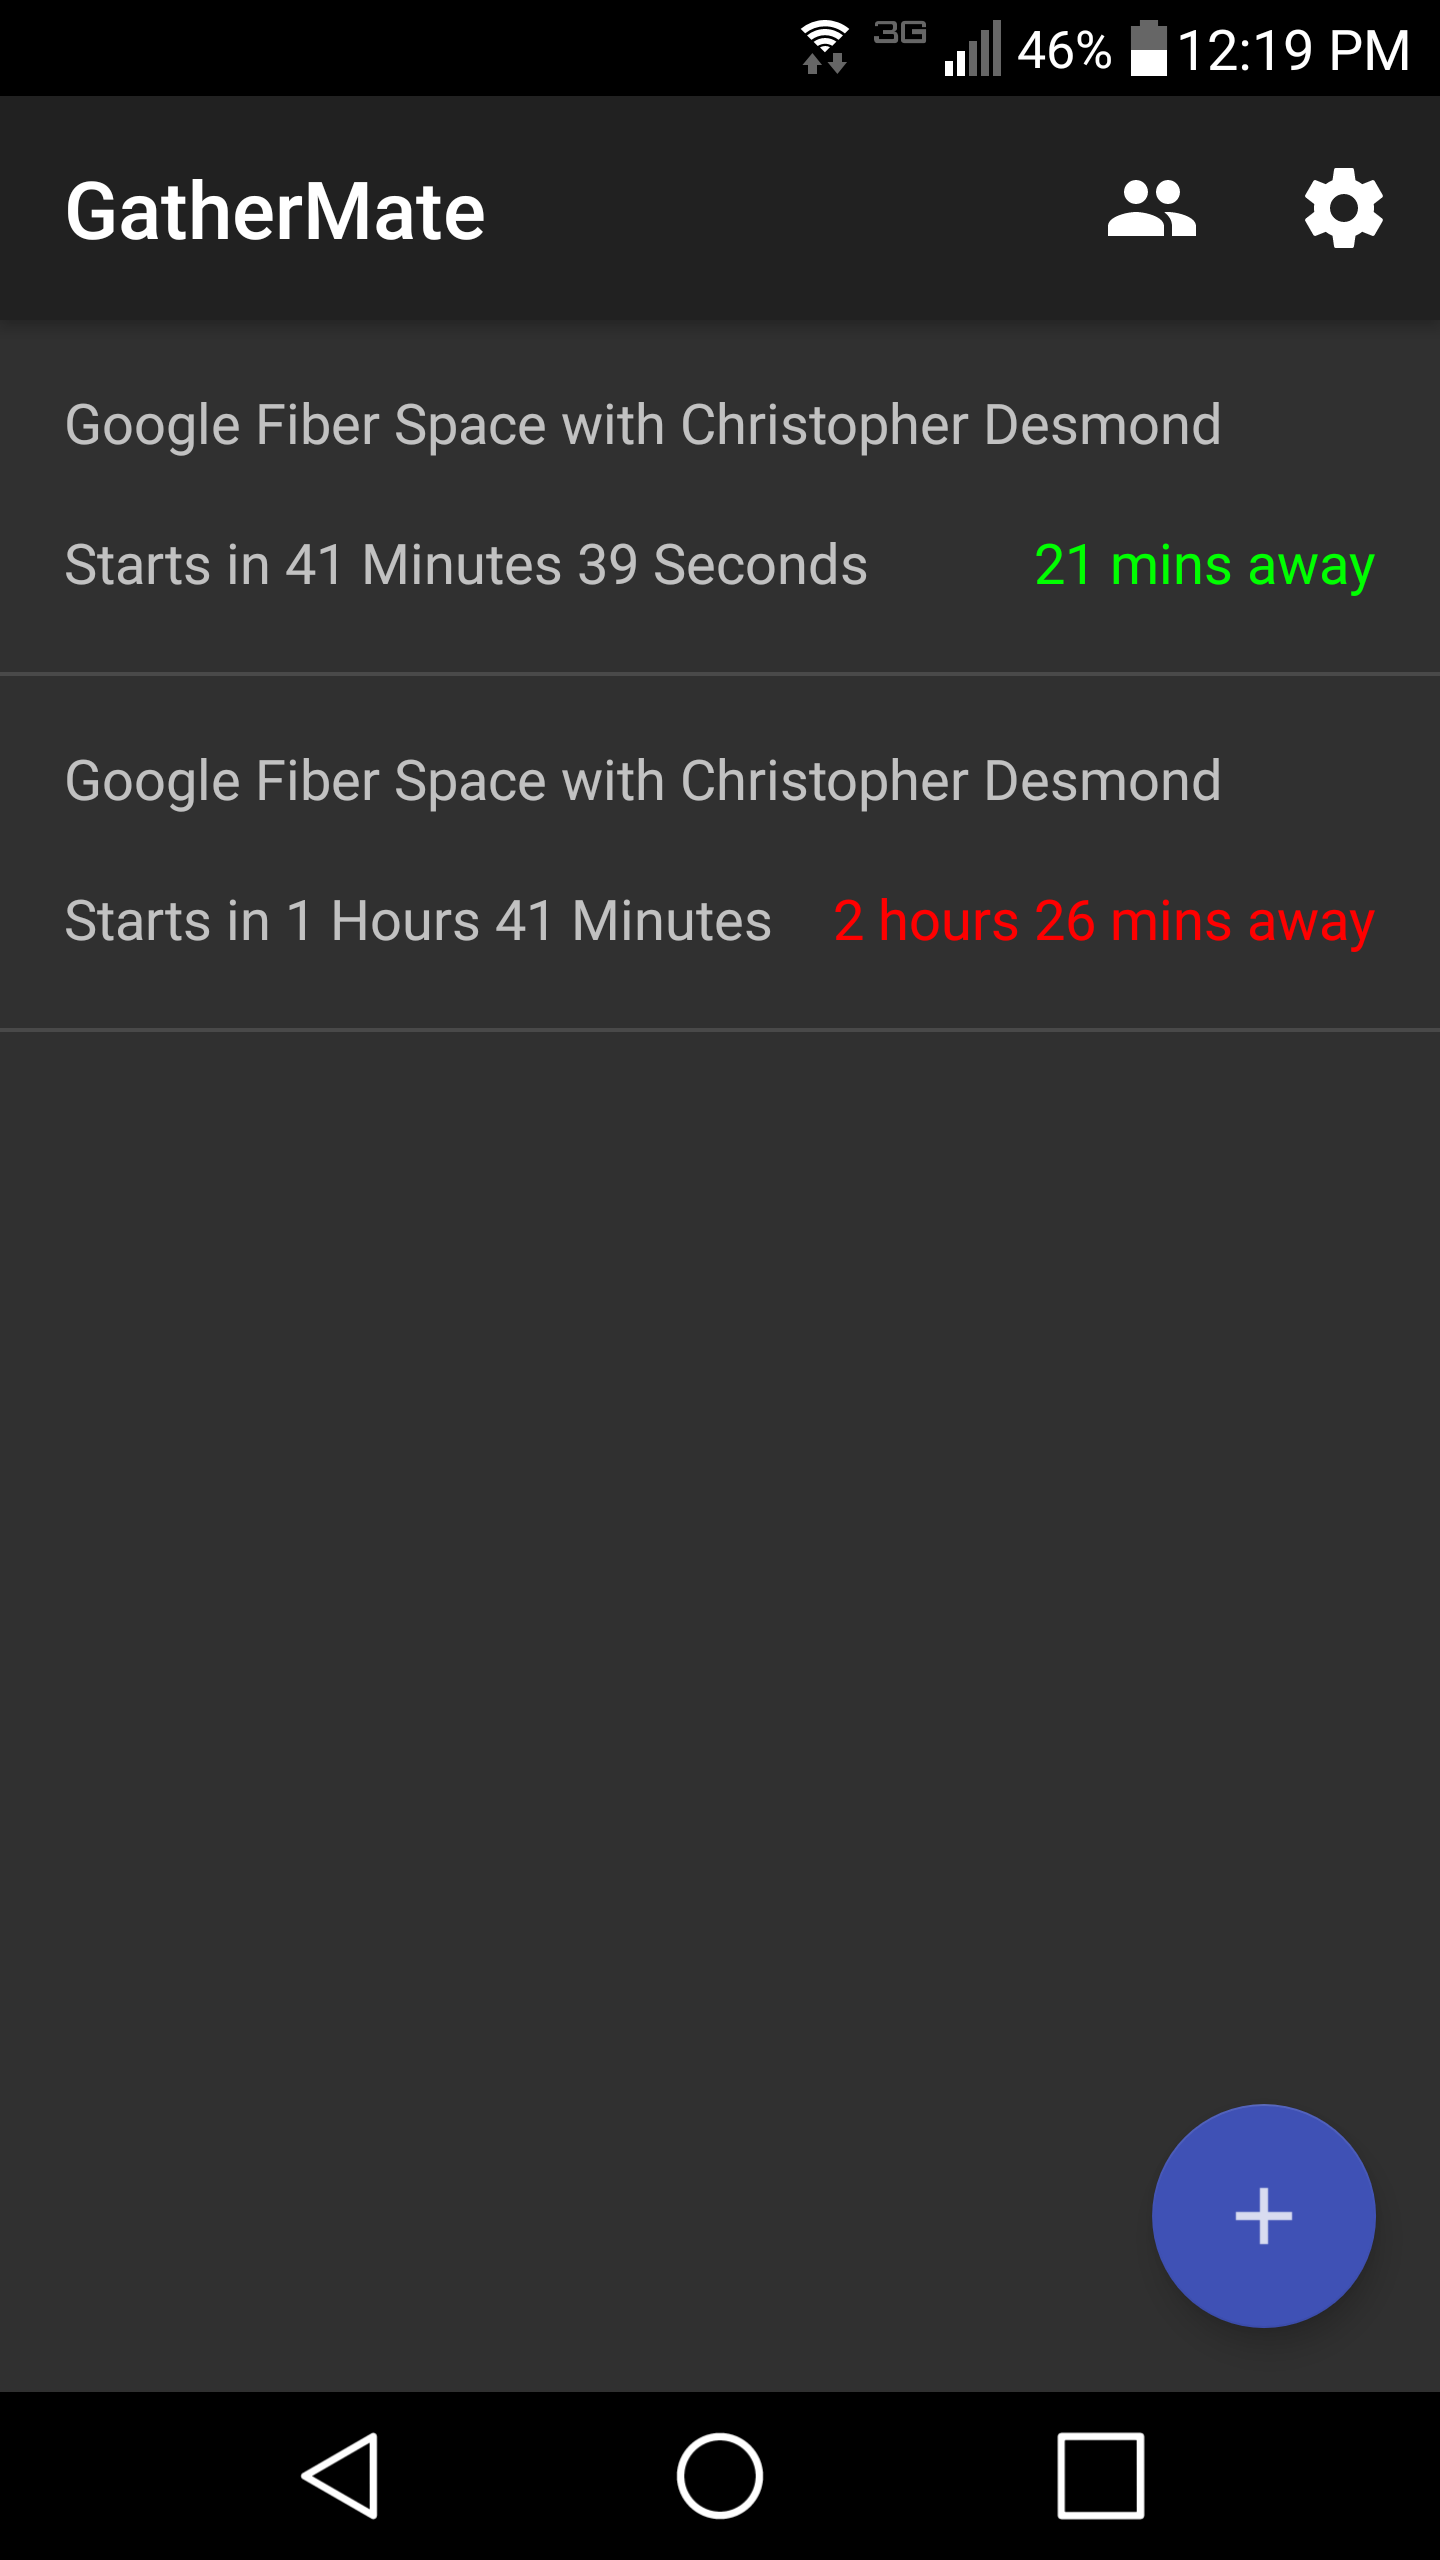 3G 46% 12:19 PM
GatherMate
Google Fiber Space with Christopher Desmond
Starts in 41 Minutes 39 Seconds 21 mins away
Google Fiber Space with Christopher Desmond
Starts in 1 Hours 41 Minutes 2 hours 26 mins away